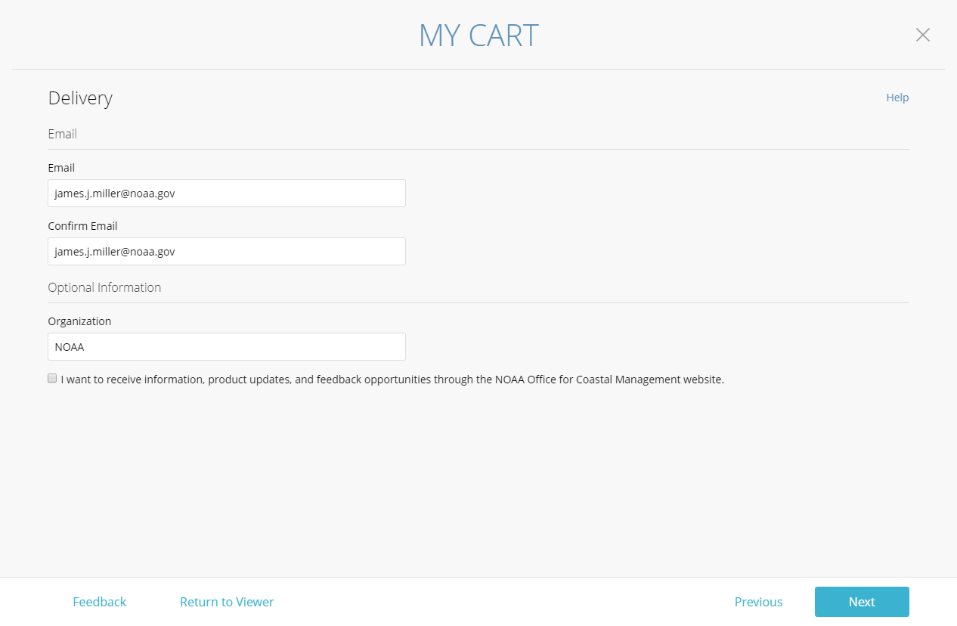 MY CART
Delivery
Help
Email
Email
james.j.miller@noaa.gov
Confirm Email
james.j.miller@noaa.gov
Optional Information
Organization
NOAA
I want to receive information, product updates, and feedback opportunities through the NOAA Office for Coastal Management website.
Feedback
Return to Viewer
Previous
Next